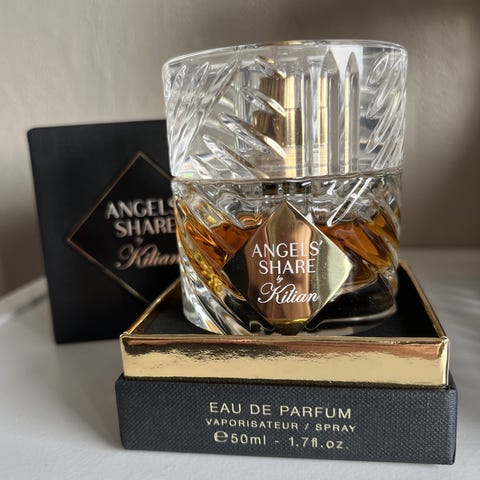 ANGELS'
SHARE
by
Kilian
ANGELS'
SHARE
by
Kilian
EAU DE PARFUM
VAPORISATEUR / SPRAY
℮50ml - 1.7fl.oz.